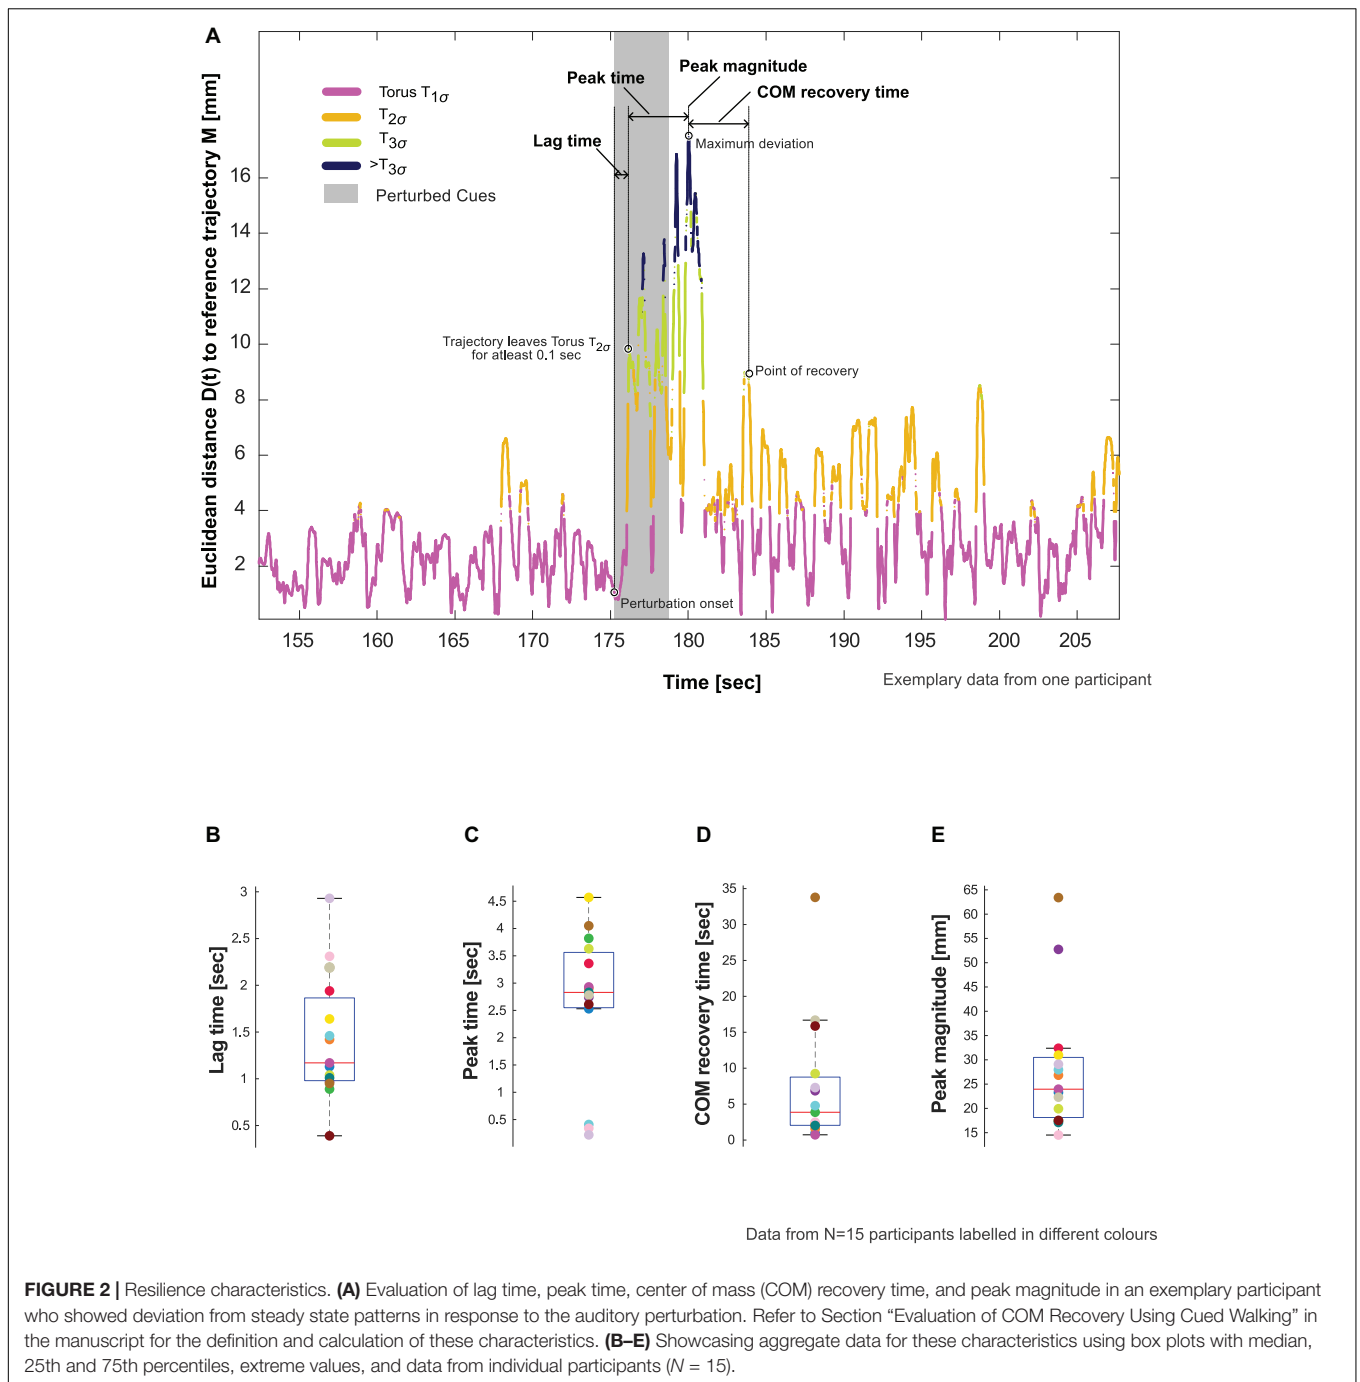 A
Euclidean distance D(t) to reference trajectory M [mm]
Torus T1σ
T2σ
T3σ
>T3σ
Perturbed Cues
Peak time
Peak magnitude
COM recovery time
Lag time
Maximum deviation
Trajectory leaves Torus T2σ
for atleast 0.1 sec
Point of recovery
Perturbation onset
16
14
12
10
8
6
4
2
155 160 165 170 175 180 185 190 195 200 205
Time [sec]
Exemplary data from one participant
B
Lag time [sec]
3
2.5
2
1.5
1
0.5
C
Peak time [sec]
4.5
4
3.5
3
2.5
2
1.5
1
0.5
D
COM recovery time [sec]
35
30
25
20
15
10
5
0
E
Peak magnitude [mm]
65
60
55
50
45
40
35
30
25
20
15
Data from N=15 participants labelled in different colours
FIGURE 2 | Resilience characteristics. (A) Evaluation of lag time, peak time, center of mass (COM) recovery time, and peak magnitude in an exemplary participant
who showed deviation from steady state patterns in response to the auditory perturbation. Refer to Section “Evaluation of COM Recovery Using Cued Walking” in
the manuscript for the definition and calculation of these characteristics. (B–E) Showcasing aggregate data for these characteristics using box plots with median,
25th and 75th percentiles, extreme values, and data from individual participants (N = 15).